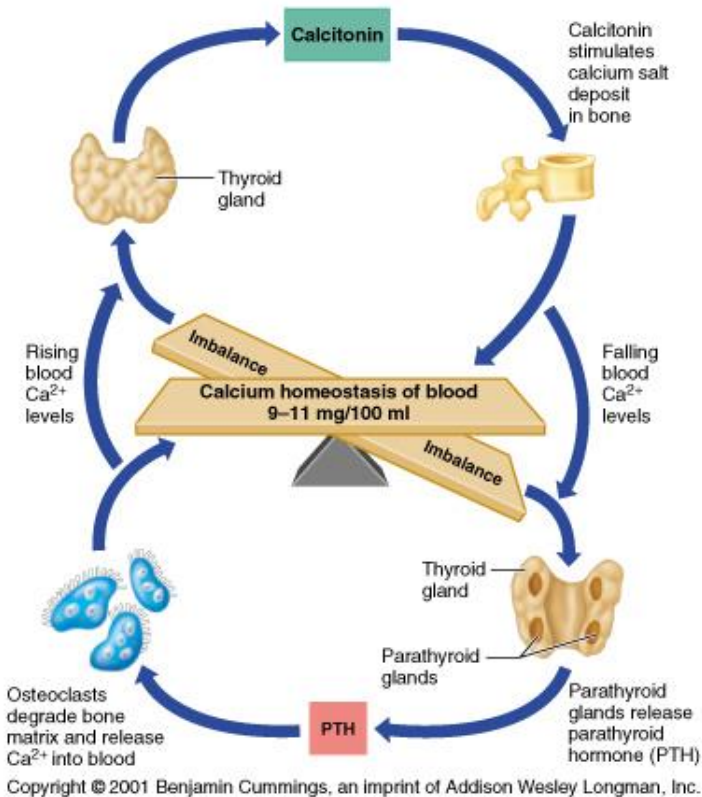 Calcitonin
Calcitonin
stimulates
calcium salt
deposit
in bone
Thyroid
gland
Rising
blood
Ca²⁺
levels
Imbalance
Calcium homeostasis of blood
9–11 mg/100 ml
Imbalance
Falling
blood
Ca²⁺
levels
Thyroid
gland
Parathyroid
glands
Osteoclasts
degrade bone
matrix and release
Ca²⁺ into blood
PTH
Parathyroid
glands release
parathyroid
hormone (PTH)
Copyright © 2001 Benjamin Cummings, an imprint of Addison Wesley Longman, Inc.